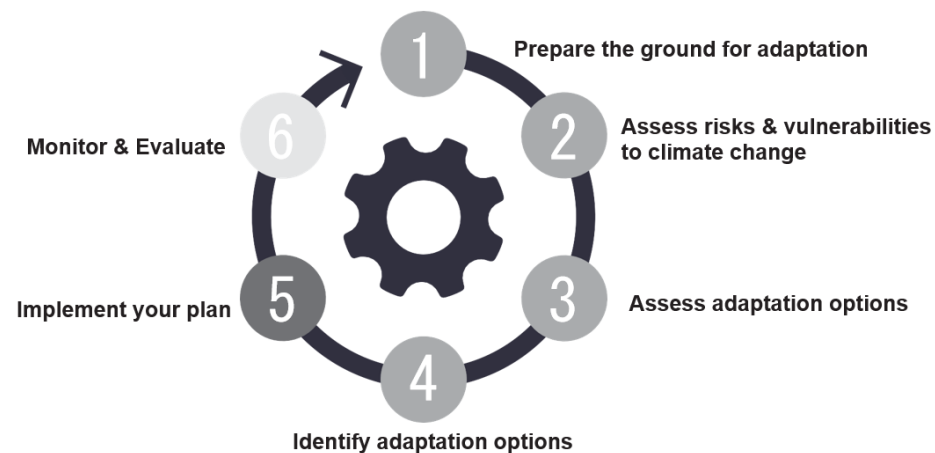 1
Prepare the ground for adaptation
2
Assess risks & vulnerabilities
to climate change
3
Assess adaptation options
4
Identify adaptation options
5
Implement your plan
6
Monitor & Evaluate